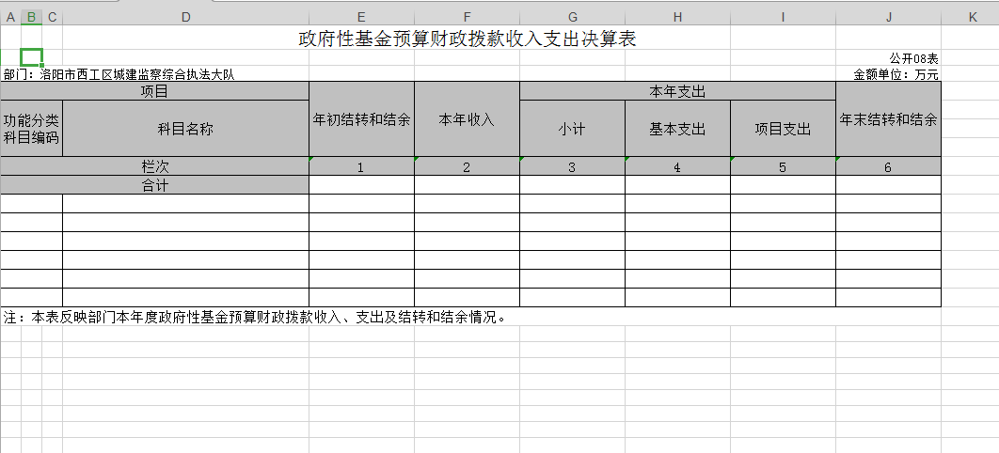 A B C D E F G H I J K
政府性基金预算财政拨款收入支出决算表
公开08表
部门：洛阳市西工区城建监察综合执法大队 金额单位：万元
项目 年初结转和结余 本年收入 本年支出 年末结转和结余
功能分类
科目编码 科目名称 小计 基本支出 项目支出
栏次 1 2 3 4 5 6
合计
注：本表反映部门本年度政府性基金预算财政拨款收入、支出及结转和结余情况。